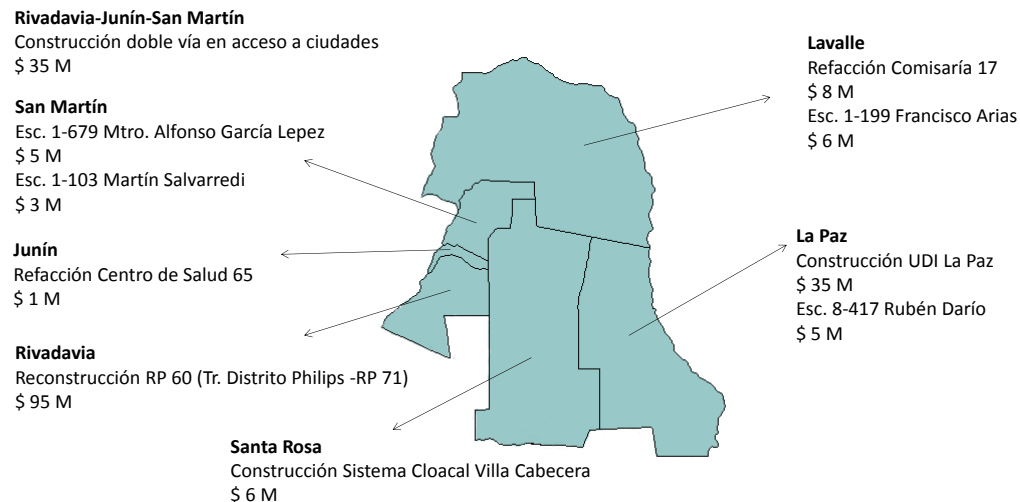 Rivadavia-Junín-San Martín
Construcción doble vía en acceso a ciudades
$ 35 M
San Martín
Esc. 1-679 Mtro. Alfonso García Lepez
$ 5 M
Esc. 1-103 Martín Salvarredi
$ 3 M
Junín
Refacción Centro de Salud 65
$ 1 M
Rivadavia
Reconstrucción RP 60 (Tr. Distrito Philips -RP 71)
$ 95 M
Santa Rosa
Construcción Sistema Cloacal Villa Cabecera
$ 6 M
Lavalle
Refacción Comisaría 17
$ 8 M
Esc. 1-199 Francisco Arias
$ 6 M
La Paz
Construcción UDI La Paz
$ 35 M
Esc. 8-417 Rubén Darío
$ 5 M